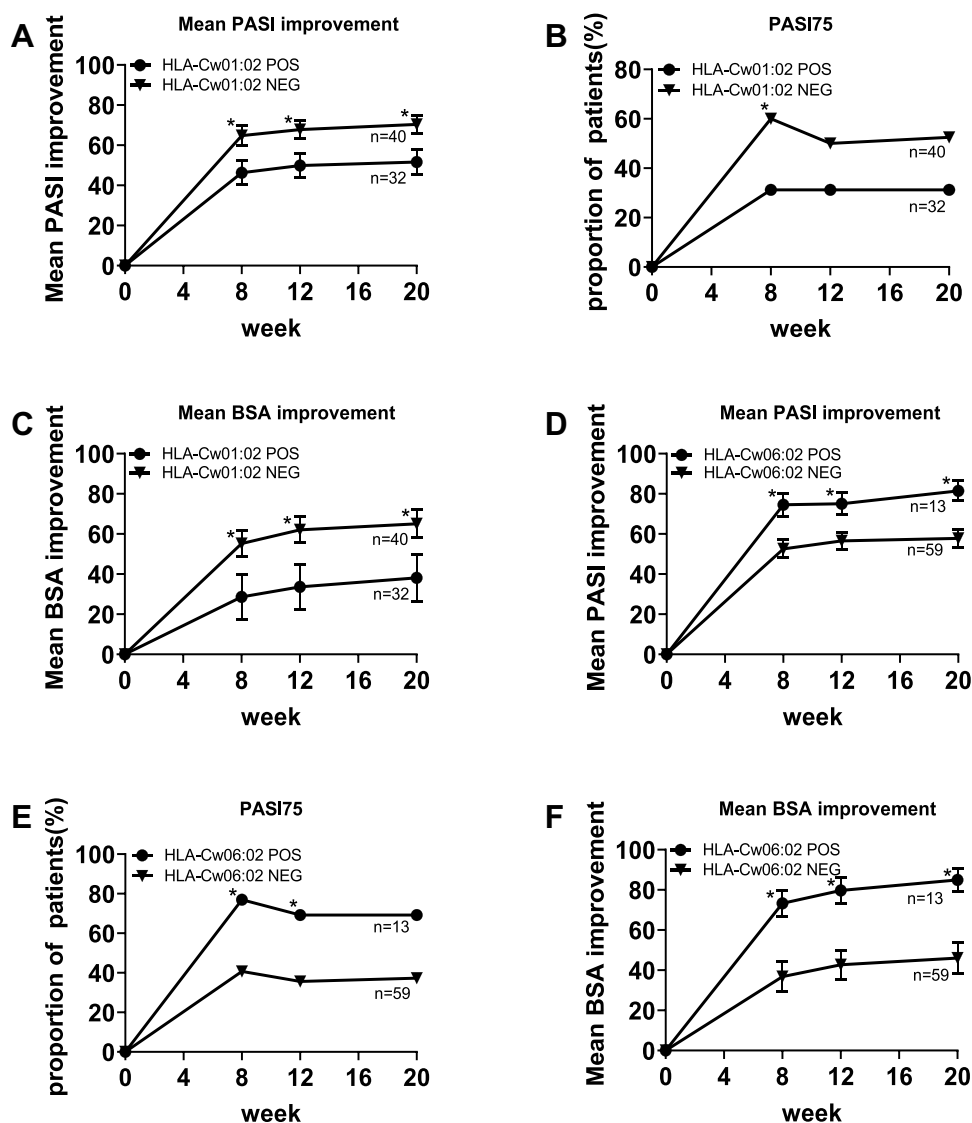 A
Mean PASI improvement
HLA-Cw01:02 POS
HLA-Cw01:02 NEG
Mean PASI improvement
100
80
60
40
20
0
* * *
n=40
n=32
0 4 8 12 16 20
week
B
PASI75
HLA-Cw01:02 POS
HLA-Cw01:02 NEG
proportion of patients(%)
80
60
40
20
0
*
n=40
n=32
0 4 8 12 16 20
week
C
Mean BSA improvement
HLA-Cw01:02 POS
HLA-Cw01:02 NEG
Mean BSA improvement
100
80
60
40
20
0
* * *
n=40
n=32
0 4 8 12 16 20
week
D
Mean PASI improvement
HLA-Cw06:02 POS
HLA-Cw06:02 NEG
Mean PASI improvement
100
80
60
40
20
0
* * *
n=13
n=59
0 4 8 12 16 20
week
E
PASI75
HLA-Cw06:02 POS
HLA-Cw06:02 NEG
proportion of patients(%)
100
80
60
40
20
0
* *
n=13
n=59
0 4 8 12 16 20
week
F
Mean BSA improvement
HLA-Cw06:02 POS
HLA-Cw06:02 NEG
Mean BSA improvement
100
80
60
40
20
0
* * *
n=13
n=59
0 4 8 12 16 20
week